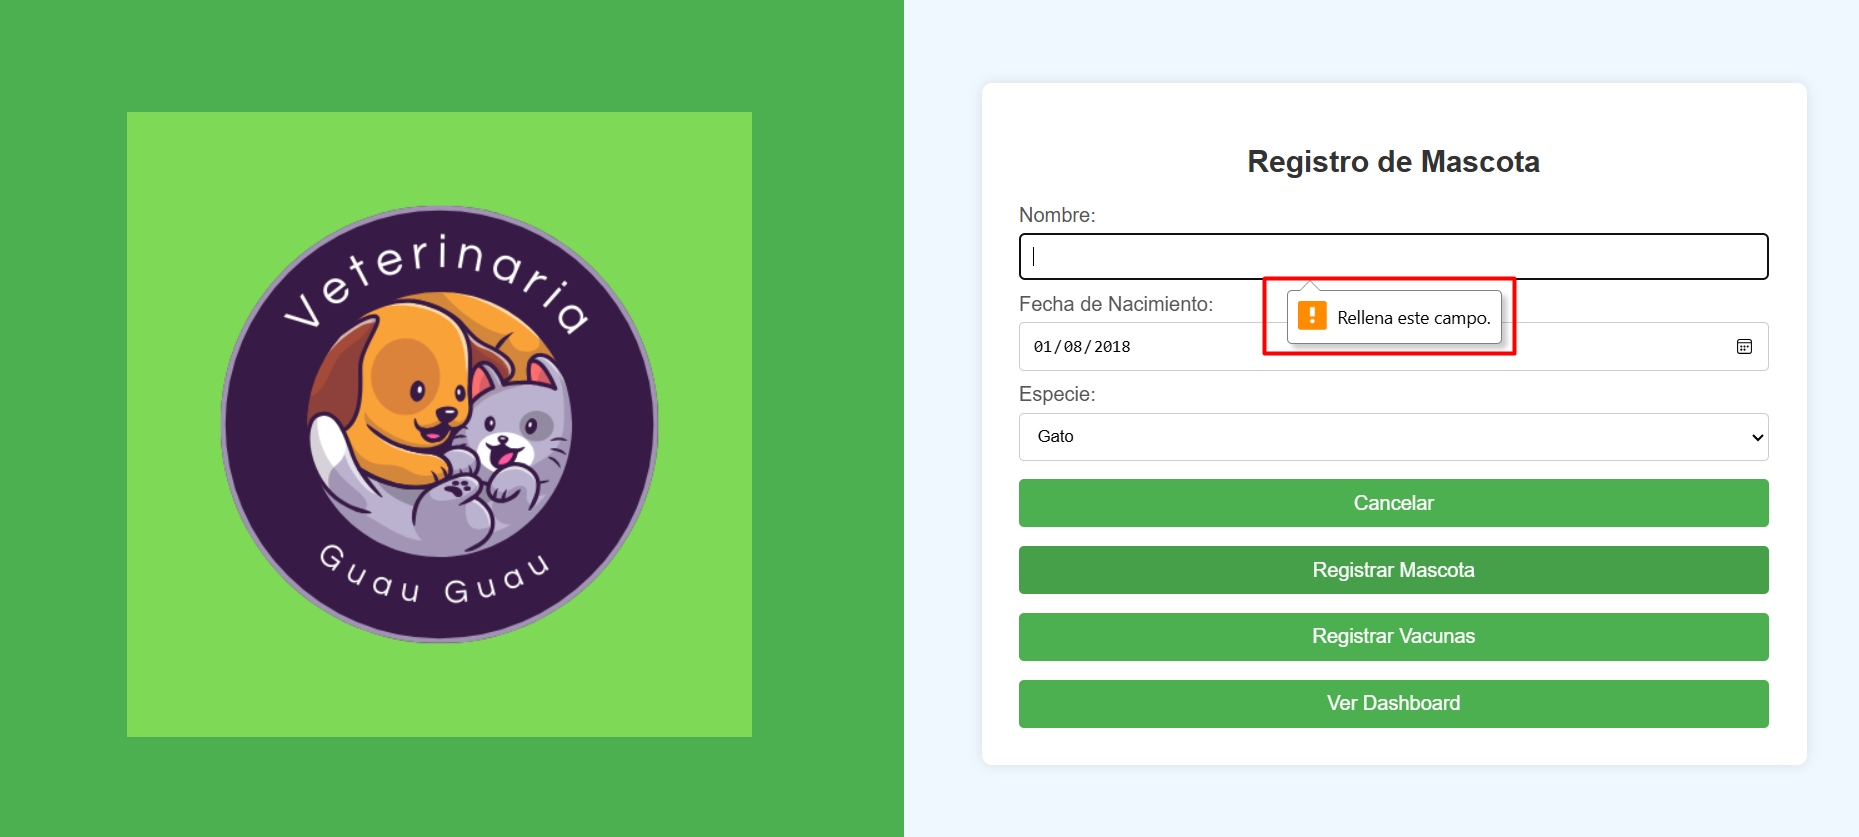 Veterinaria
Guau Guau
Registro de Mascota
Nombre:
Rellena este campo.
Fecha de Nacimiento:
01/08/2018
Especie:
Gato
Cancelar
Registrar Mascota
Registrar Vacunas
Ver Dashboard